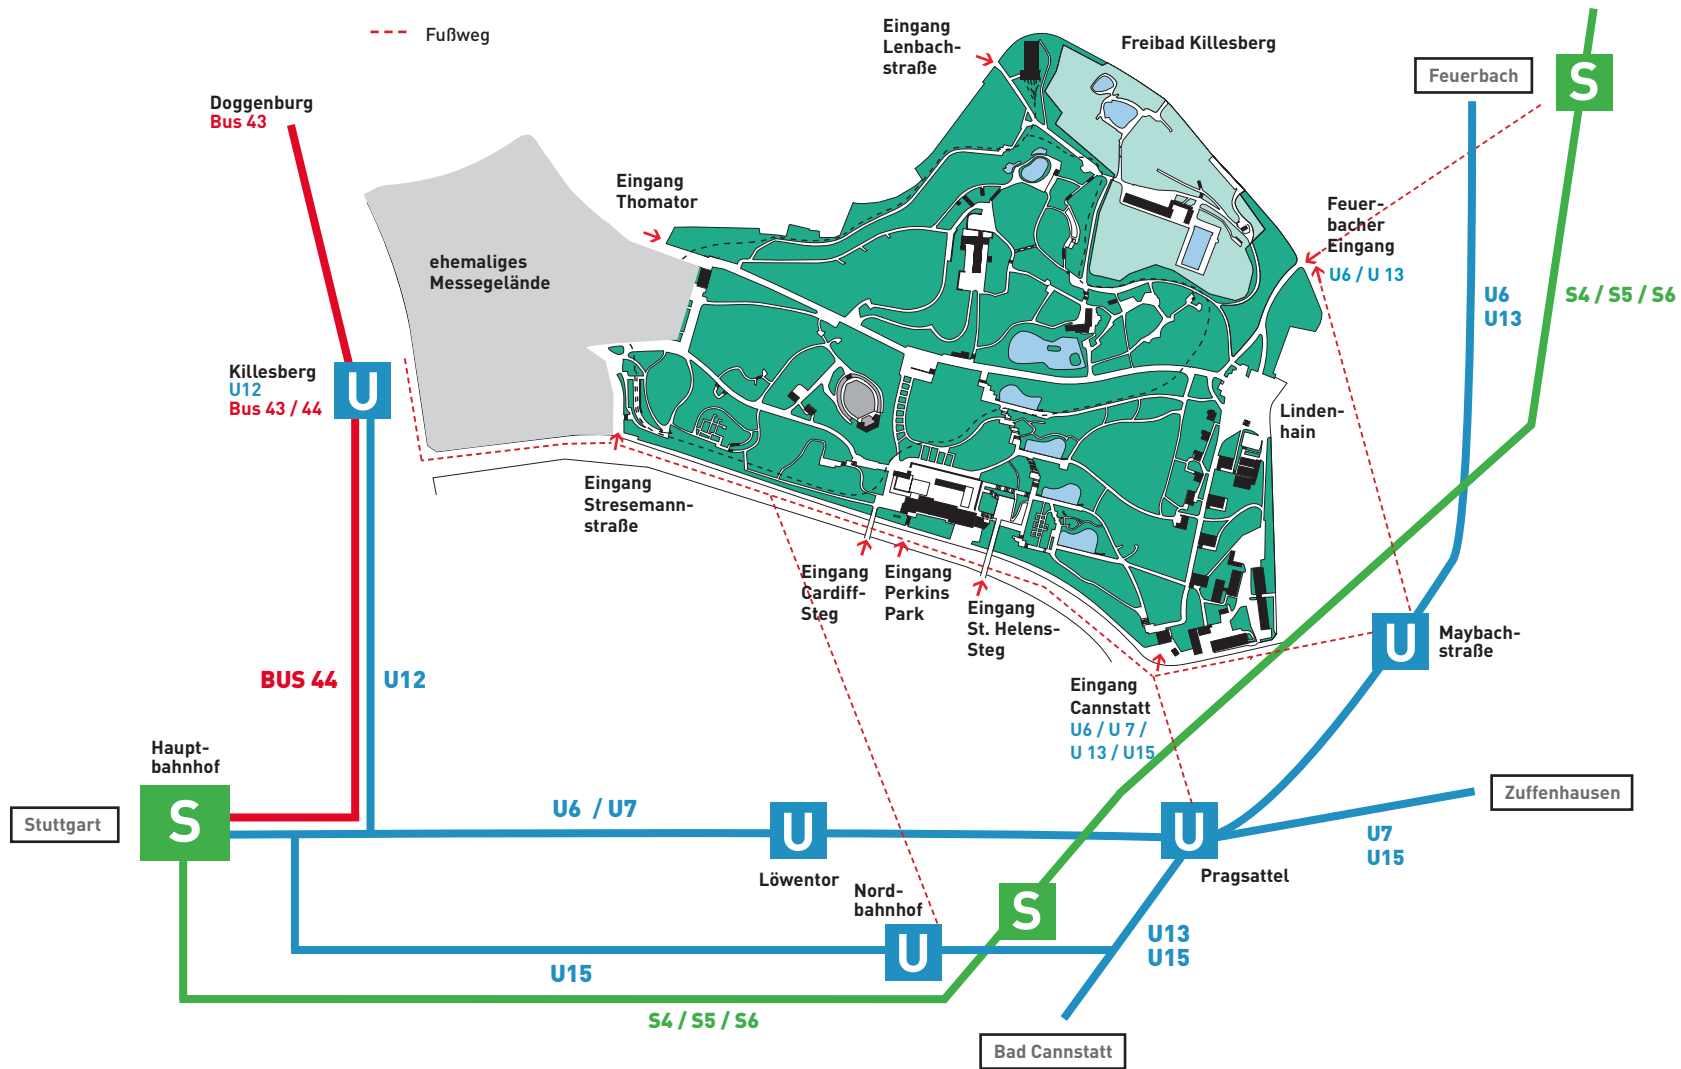 Fußweg
Eingang
Lenbach-
straße
Freibad Killesberg
Feuerbach
S
Doggenburg
Bus 43
Eingang
Thomator
Feuer-
bacher
Eingang
U6 / U 13
ehemaliges
Messegelände
U6
U13
S4 / S5 / S6
Killesberg
U12
Bus 43 / 44
U
Linden-
hain
Eingang
Stresemann-
straße
Eingang
Cardiff-
Steg
Eingang
Perkins
Park
Eingang
St. Helens-
Steg
U
Maybach-
straße
BUS 44
U12
Eingang
Cannstatt
U6 / U 7 /
U 13 / U15
Haupt-
bahnhof
Stuttgart
S
U6 / U7
U
Löwentor
U
Pragsattel
Zuffenhausen
U7
U15
Nord-
bahnhof
U
S
U13
U15
U15
S4 / S5 / S6
Bad Cannstatt